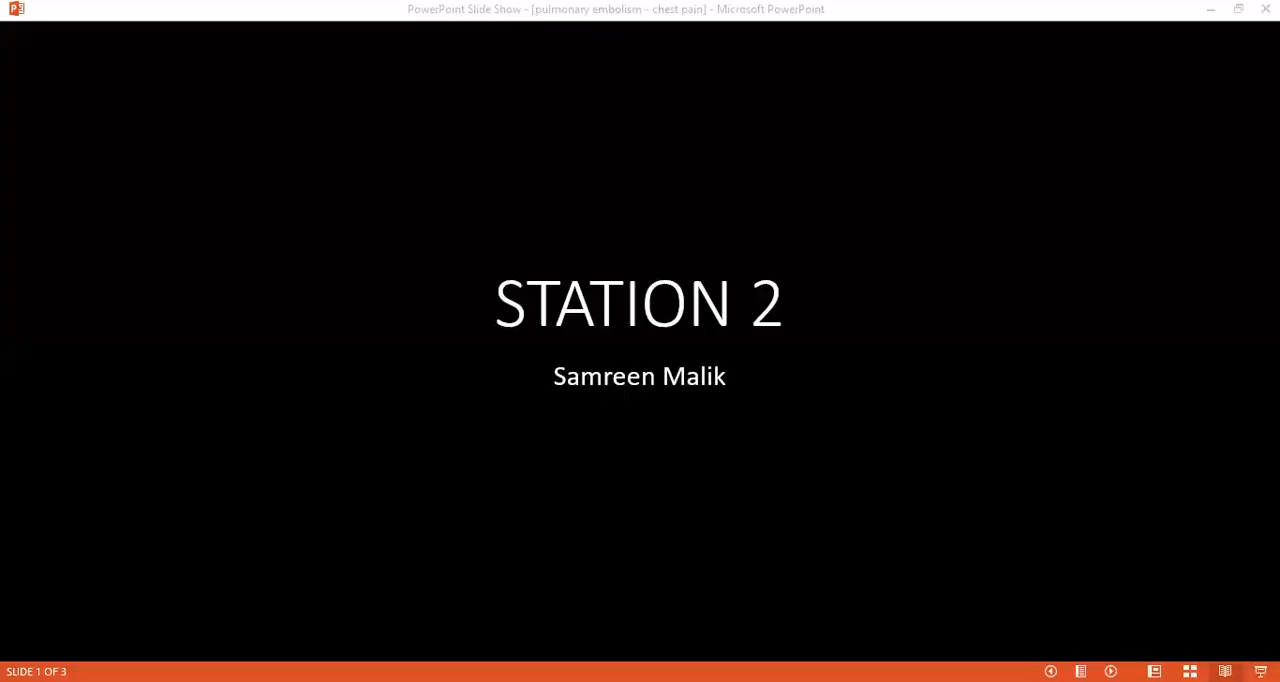 PowerPoint Slide Show - [pulmonary embolism - chest pain] - Microsoft PowerPoint
STATION 2
Samreen Malik
SLIDE 1 OF 3